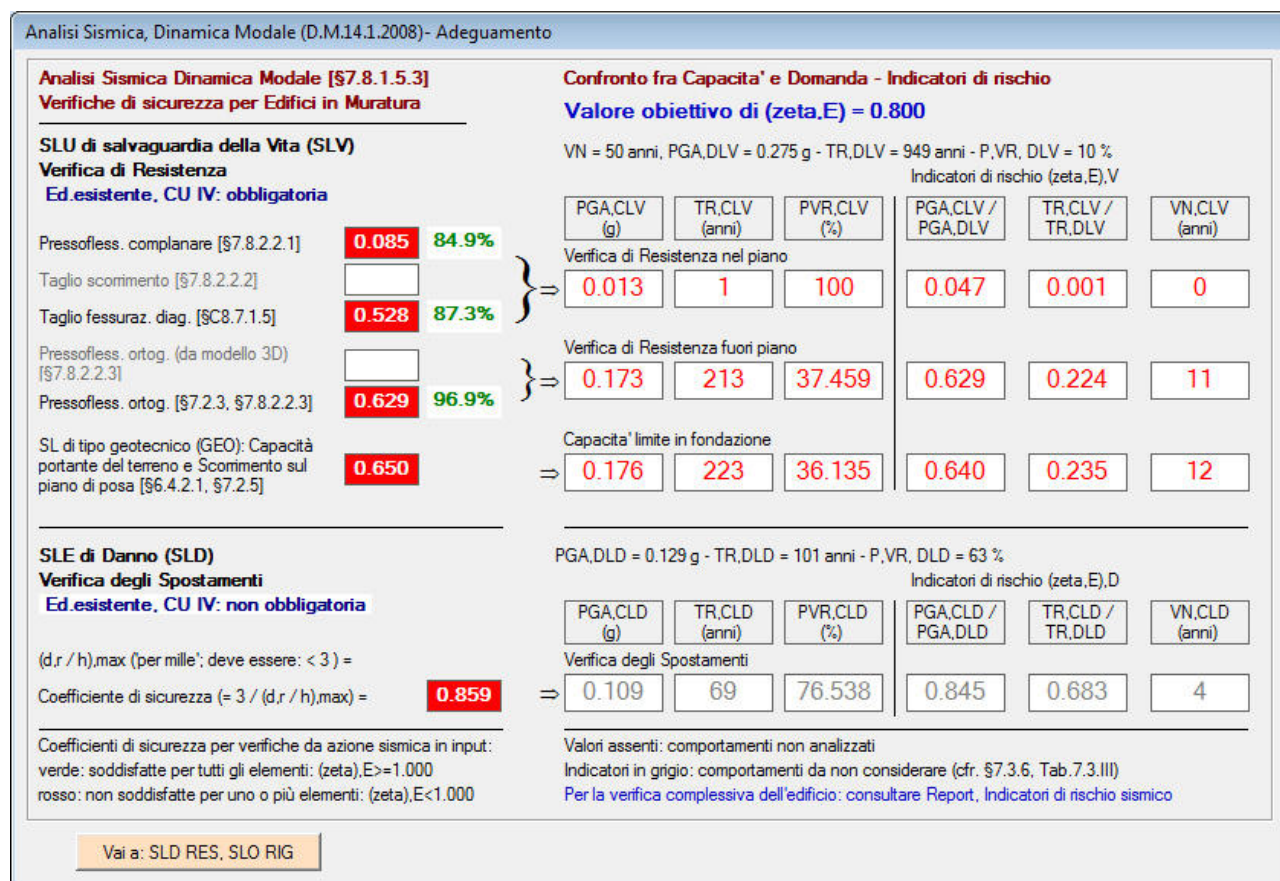 Analisi Sismica, Dinamica Modale (D.M.14.1.2008)- Adeguamento
Analisi Sismica Dinamica Modale [§7.8.1.5.3]
Verifiche di sicurezza per Edifici in Muratura
SLU di salvaguardia della Vita (SLV)
Verifica di Resistenza
Ed.esistente, CU IV: obbligatoria
Pressofless. complanare [§7.8.2.2.1] 0.085 84.9%
Taglio scorrimento [§7.8.2.2.2]
Taglio fessuraz. diag. [§C8.7.1.5] 0.528 87.3%
Pressofless. ortog. (da modello 3D)
[§7.8.2.2.3]
Pressofless. ortog. [§7.2.3, §7.8.2.2.3] 0.629 96.9%
SL di tipo geotecnico (GEO): Capacità
portante del terreno e Scorrimento sul
piano di posa [§6.4.2.1, §7.2.5]
0.650
Confronto fra Capacita' e Domanda - Indicatori di rischio
Valore obiettivo di (zeta,E) = 0.800
VN = 50 anni, PGA,DLV = 0.275 g - TR,DLV = 949 anni - P,VR, DLV = 10 %
Indicatori di rischio (zeta,E),V
PGA,CLV TR,CLV PVR,CLV PGA,CLV / TR,CLV / VN,CLV
(g) (anni) (%) PGA,DLV TR,DLV (anni)
Verifica di Resistenza nel piano
⇒ 0.013 1 100 0.047 0.001 0
Verifica di Resistenza fuori piano
⇒ 0.173 213 37.459 0.629 0.224 11
Capacita' limite in fondazione
⇒ 0.176 223 36.135 0.640 0.235 12
SLE di Danno (SLD)
Verifica degli Spostamenti
Ed.esistente, CU IV: non obbligatoria
(d,r / h),max ('per mille'; deve essere: < 3 ) =
Coefficiente di sicurezza (= 3 / (d,r / h),max) = 0.859
PGA,DLD = 0.129 g - TR,DLD = 101 anni - P,VR, DLD = 63 %
Indicatori di rischio (zeta,E),D
PGA,CLD TR,CLD PVR,CLD PGA,CLD / TR,CLD / VN,CLD
(g) (anni) (%) PGA,DLD TR,DLD (anni)
Verifica degli Spostamenti
⇒ 0.109 69 76.538 0.845 0.683 4
Coefficienti di sicurezza per verifiche da azione sismica in input:
verde: soddisfatte per tutti gli elementi: (zeta),E>=1.000
rosso: non soddisfatte per uno o più elementi: (zeta),E<1.000
Valori assenti: comportamenti non analizzati
Indicatori in grigio: comportamenti da non considerare (cfr. §7.3.6, Tab.7.3.III)
Per la verifica complessiva dell'edificio: consultare Report, Indicatori di rischio sismico
Vai a: SLD RES, SLO RIG